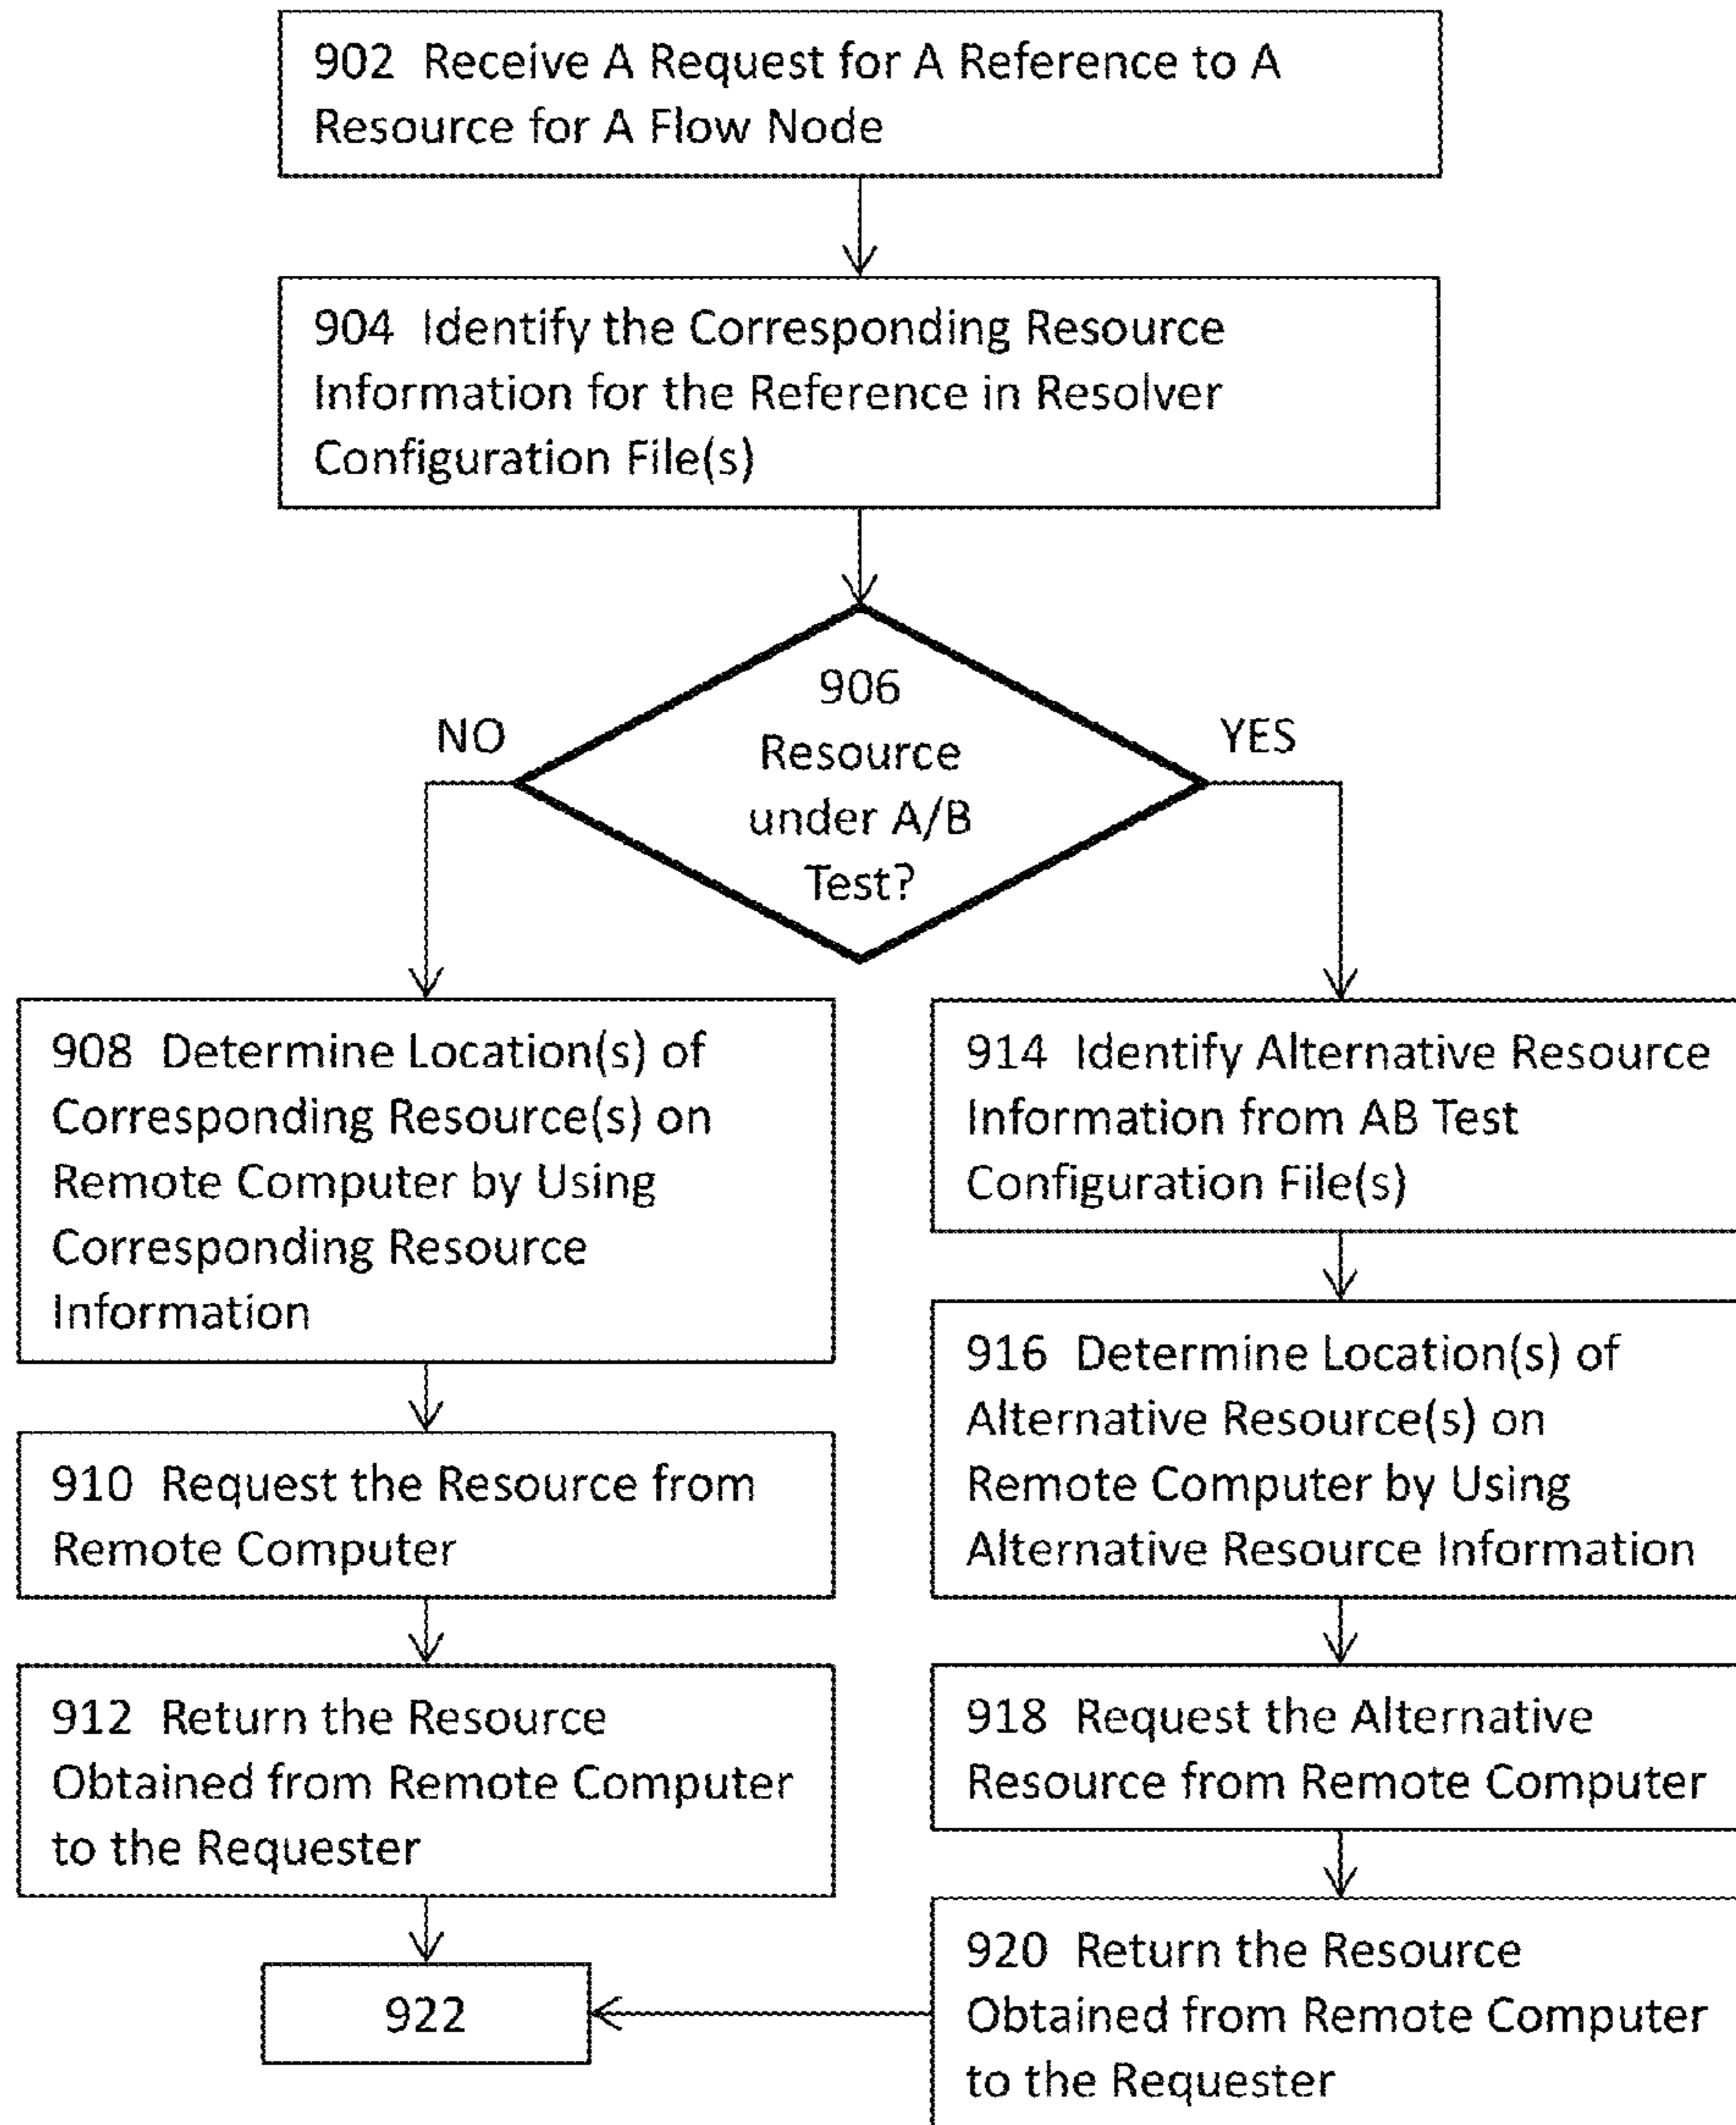 902 Receive A Request for A Reference to A
Resource for A Flow Node
904 Identify the Corresponding Resource
Information for the Reference in Resolver
Configuration File(s)
906
Resource
under A/B
Test?
NO
YES
908 Determine Location(s) of
Corresponding Resource(s) on
Remote Computer by Using
Corresponding Resource
Information
910 Request the Resource from
Remote Computer
912 Return the Resource
Obtained from Remote Computer
to the Requester
914 Identify Alternative Resource
Information from AB Test
Configuration File(s)
916 Determine Location(s) of
Alternative Resource(s) on
Remote Computer by Using
Alternative Resource Information
918 Request the Alternative
Resource from Remote Computer
920 Return the Resource
Obtained from Remote Computer
to the Requester
922